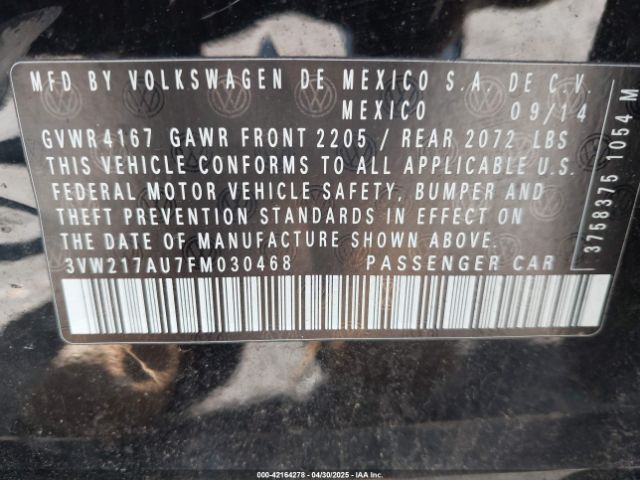 MFD BY VOLKSWAGEN DE MEXICO S.A. DE C.V.
MEXICO 09/14
GVWR 4167 GAWR FRONT 2205 / REAR 2072 LBS
THIS VEHICLE CONFORMS TO ALL APPLICABLE U.S.
FEDERAL MOTOR VEHICLE SAFETY, BUMPER AND
THEFT PREVENTION STANDARDS IN EFFECT ON
THE DATE OF MANUFACTURE SHOWN ABOVE.
3VW217AU7FM030468 PASSENGER CAR
3758375 1054 M
000-42164278 - 04/30/2025 - IAA Inc.